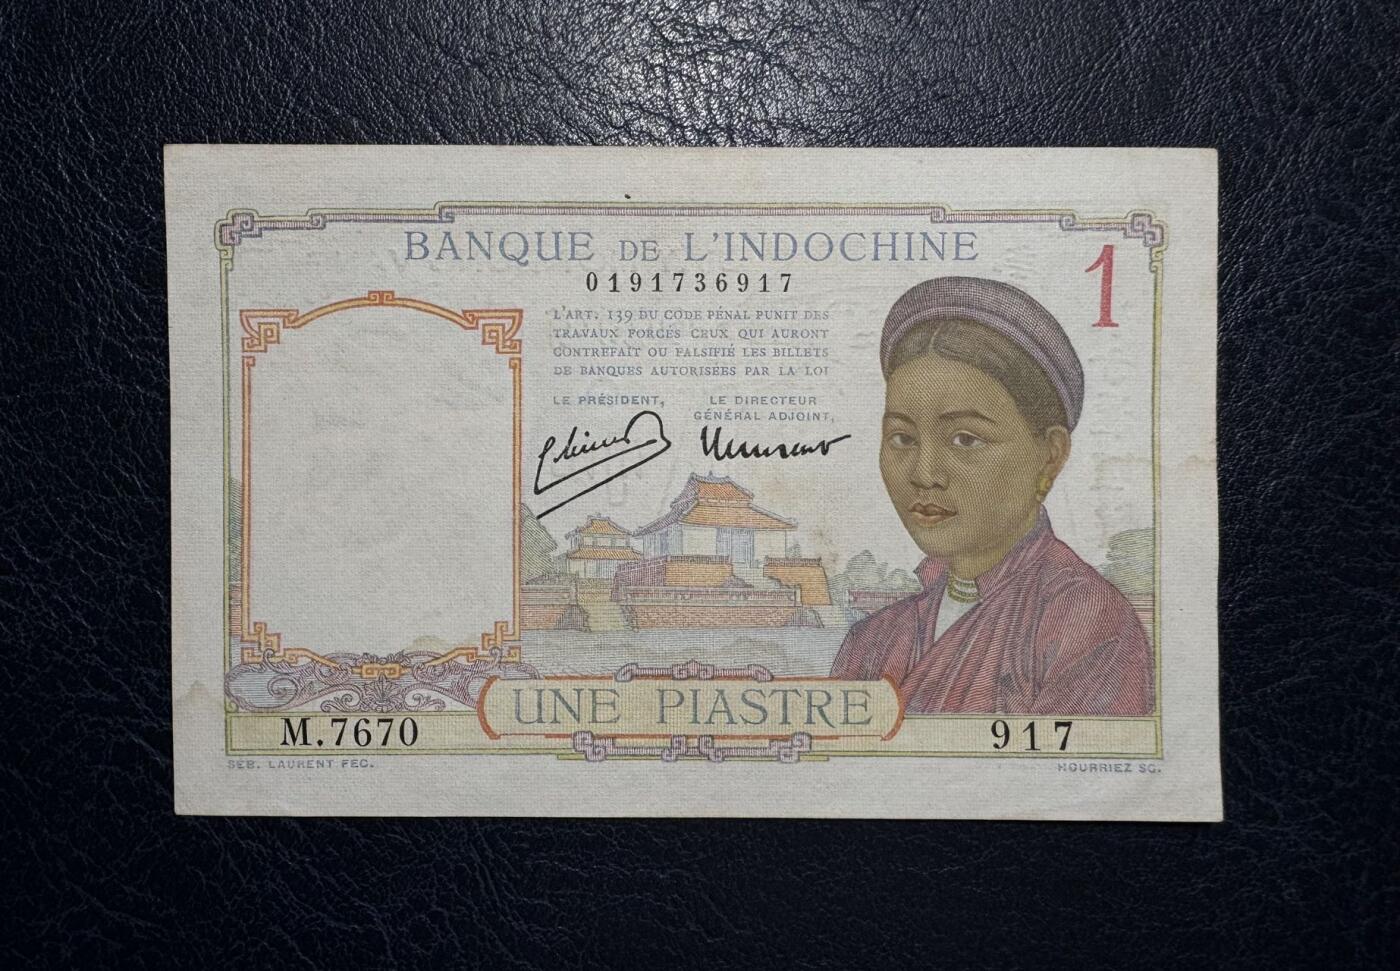 BANQUE DE L'INDOCHINE
1
0191736917
L'ART. 139 DU CODE PÉNAL PUNIT DES
TRAVAUX FORCÉS CEUX QUI AURONT
CONTREFAIT OU FALSIFIÉ LES BILLETS
DE BANQUES AUTORISÉES PAR LA LOI
LE PRÉSIDENT,
LE DIRECTEUR
GÉNÉRAL ADJOINT,
UNE PIASTRE
M.7670
917
SÉB. LAURENT FEC.
HOURRIEZ SC.